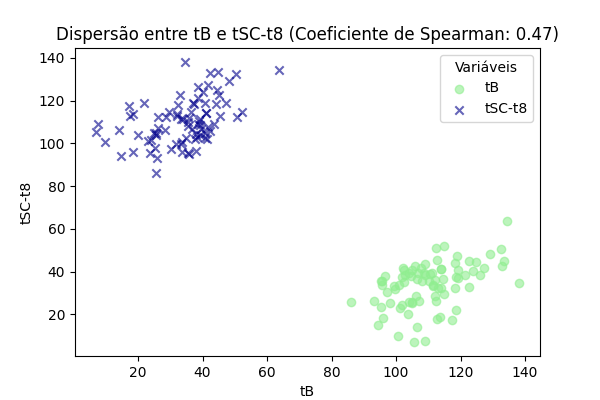 Dispersão entre tB e tSC-t8 (Coeficiente de Spearman: 0.47)
Variáveis
tB
tSC-t8
tSC-t8
140
120
100
80
60
40
20
20 40 60 80 100 120 140
tB